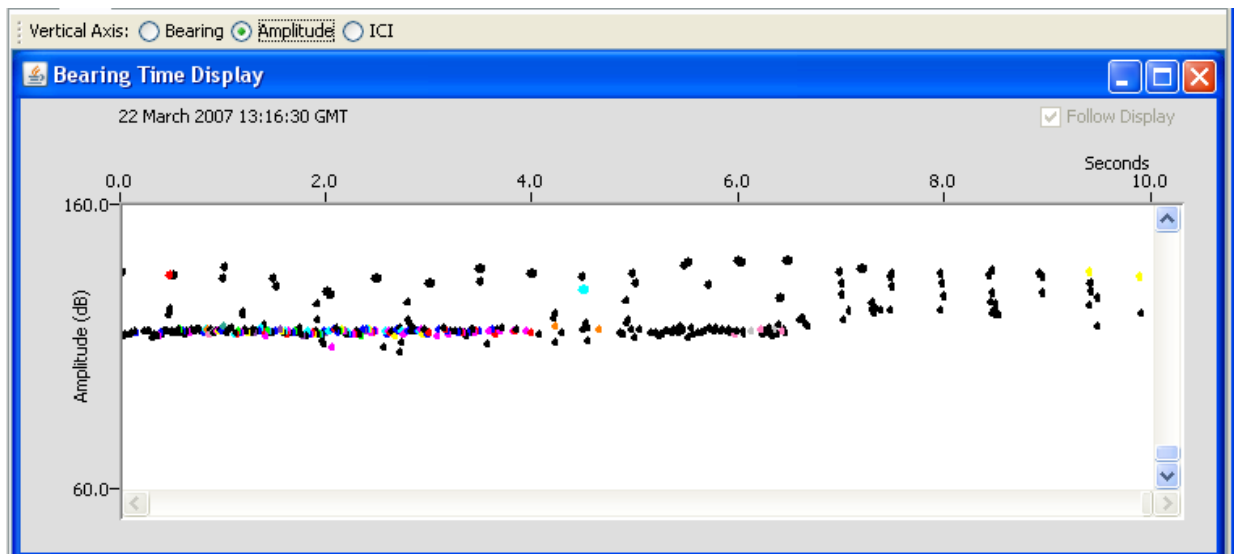 Vertical Axis: Bearing Amplitude ICI
Bearing Time Display
22 March 2007 13:16:30 GMT
Follow Display
Seconds
0.0 2.0 4.0 6.0 8.0 10.0
160.0
Amplitude (dB)
60.0